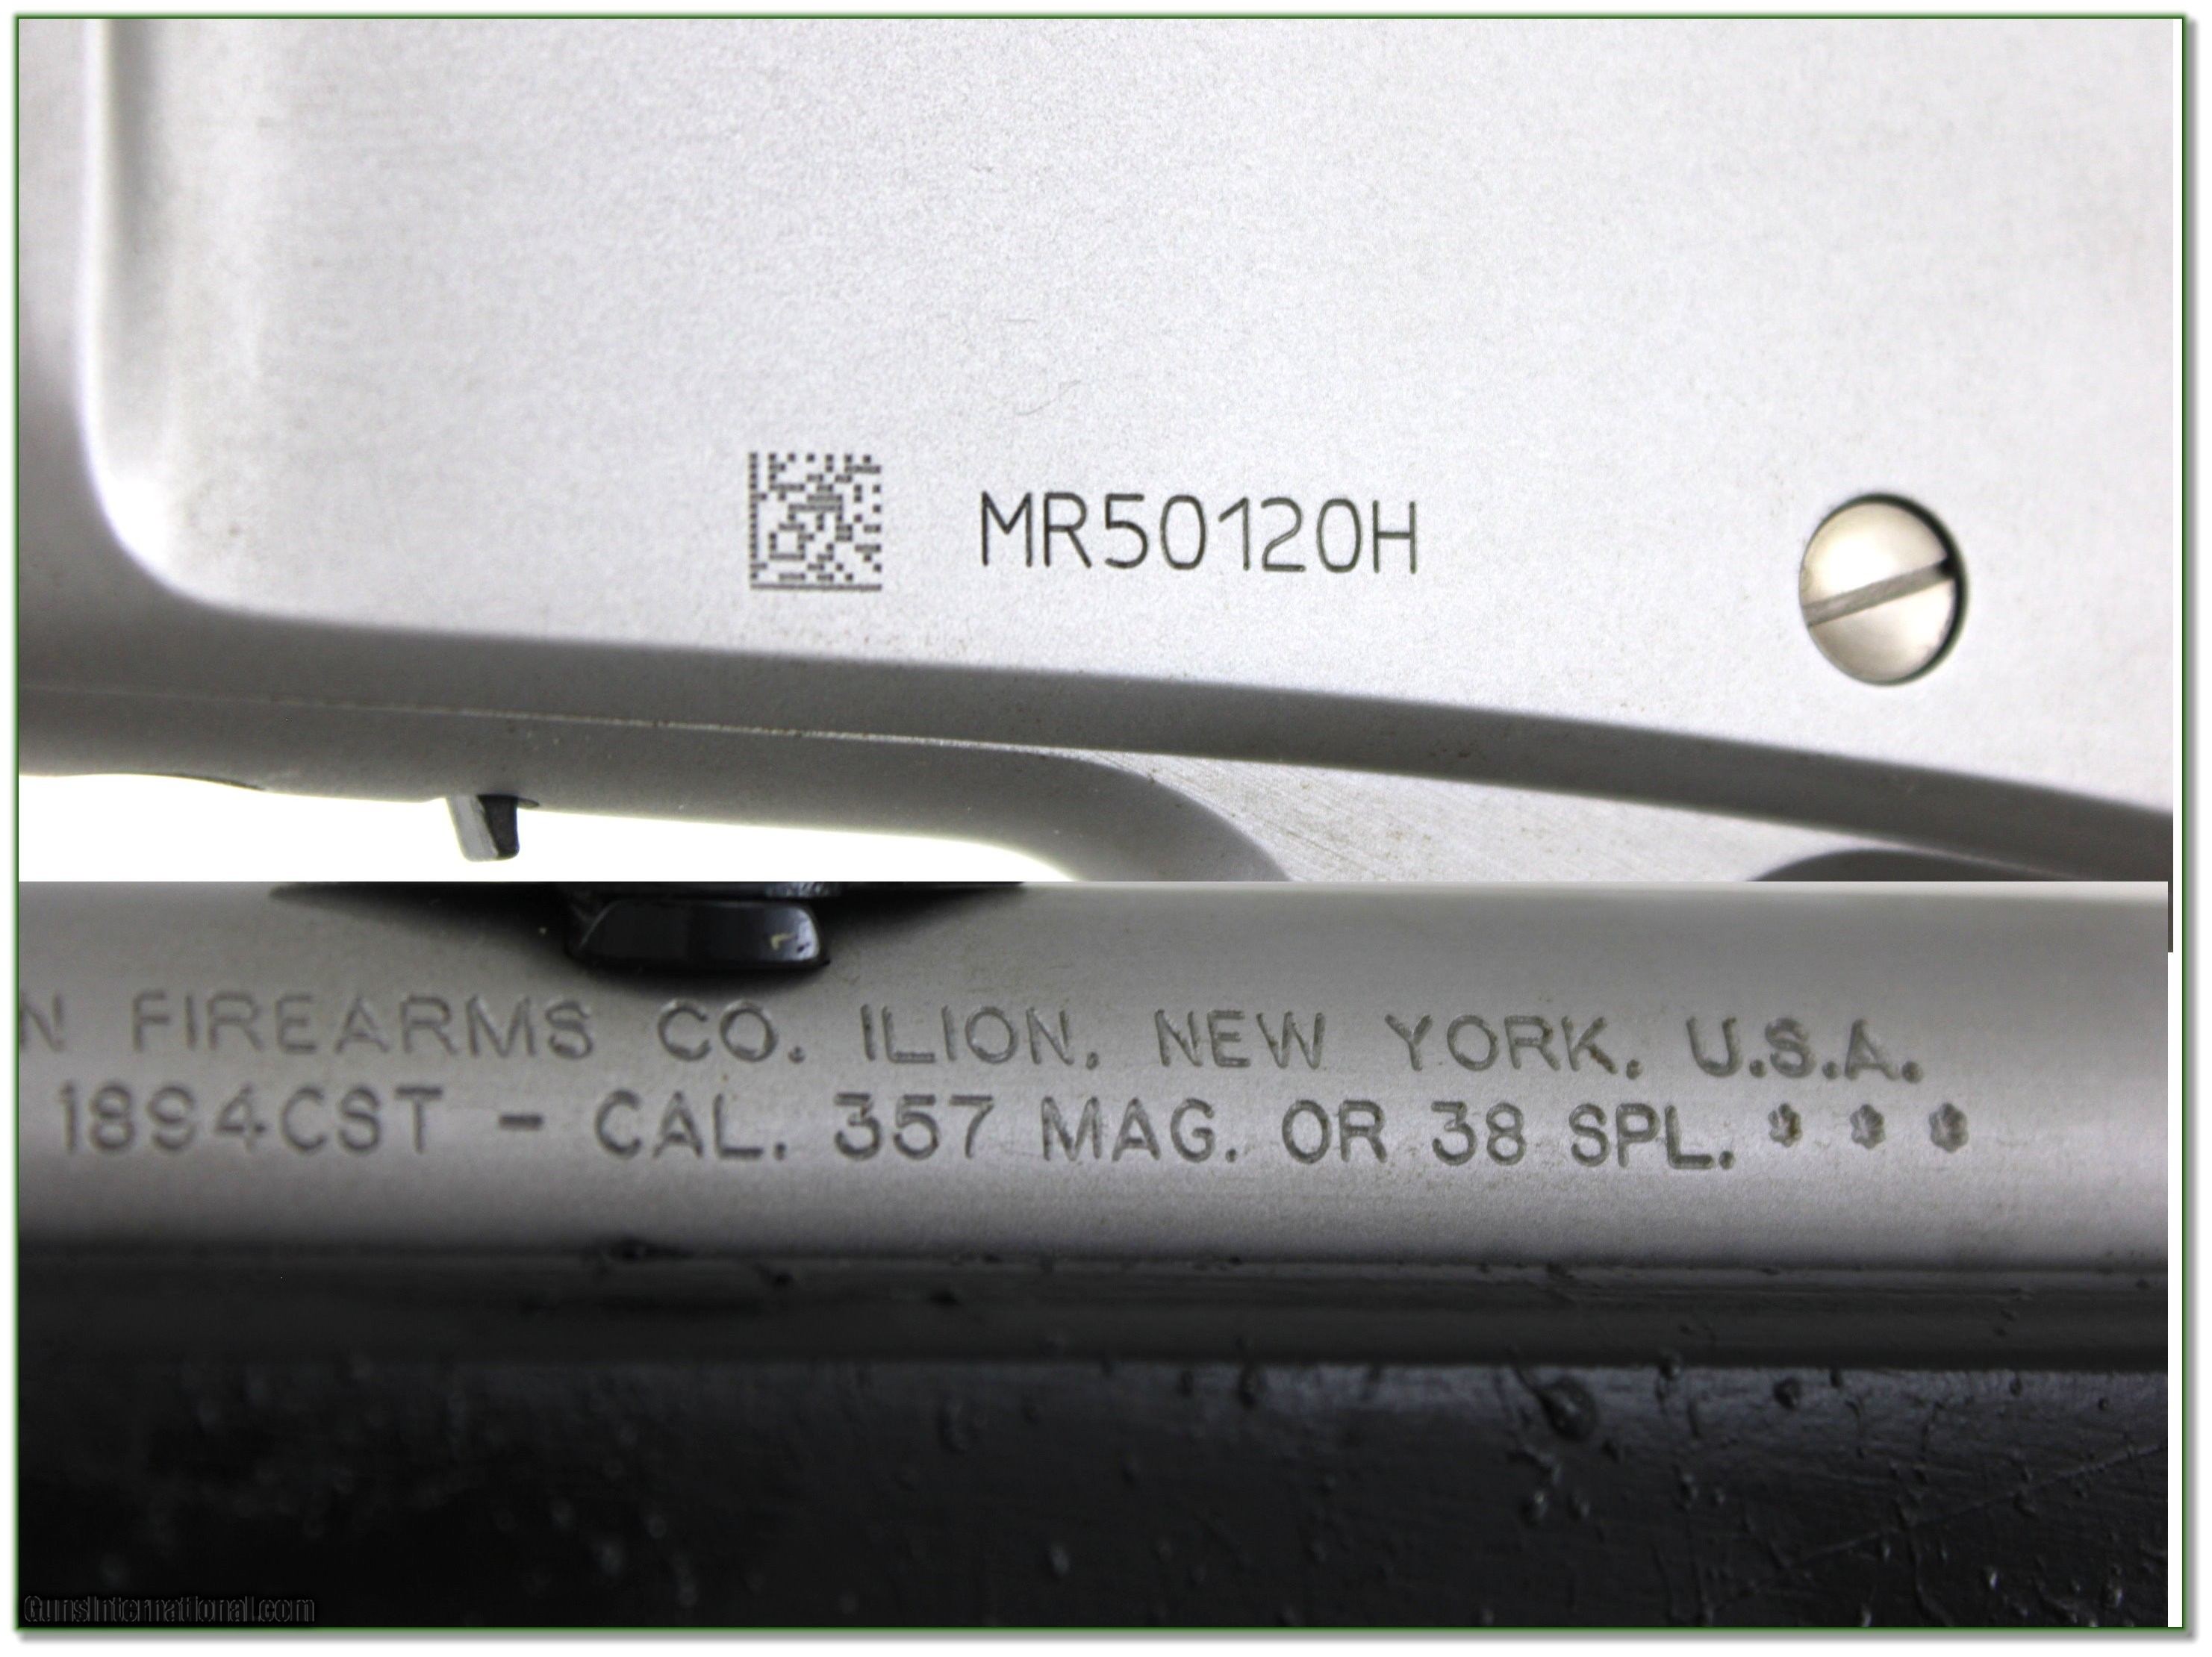 MR50120H
N FIREARMS CO. ILION, NEW YORK, U.S.A.
1894CST - CAL. 357 MAG. OR 38 SPL. * * *
GunsInternational.com